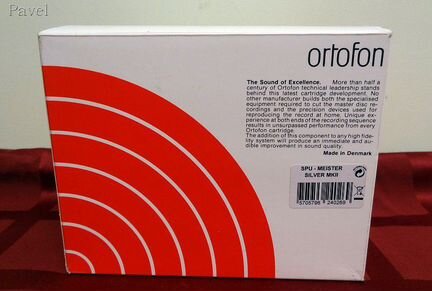 Pavel
ortofon
The Sound of Excellence. More than half a
century of Ortofon technical leadership stands
behind this latest cartridge development. No
other manufacturer builds both the specialised
equipment required to cut the master disc re-
cordings and the precision devices used for
reproducing the record at home. Unique ex-
perience at both ends of the recording sequence
results in unsurpassed performance from every
Ortofon cartridge.
The addition of this component to any high fide-
lity system will produce an immediate and au-
dible improvement in sound quality.
Made in Denmark
SPU - MEISTER
SILVER MKII
5705796 240269